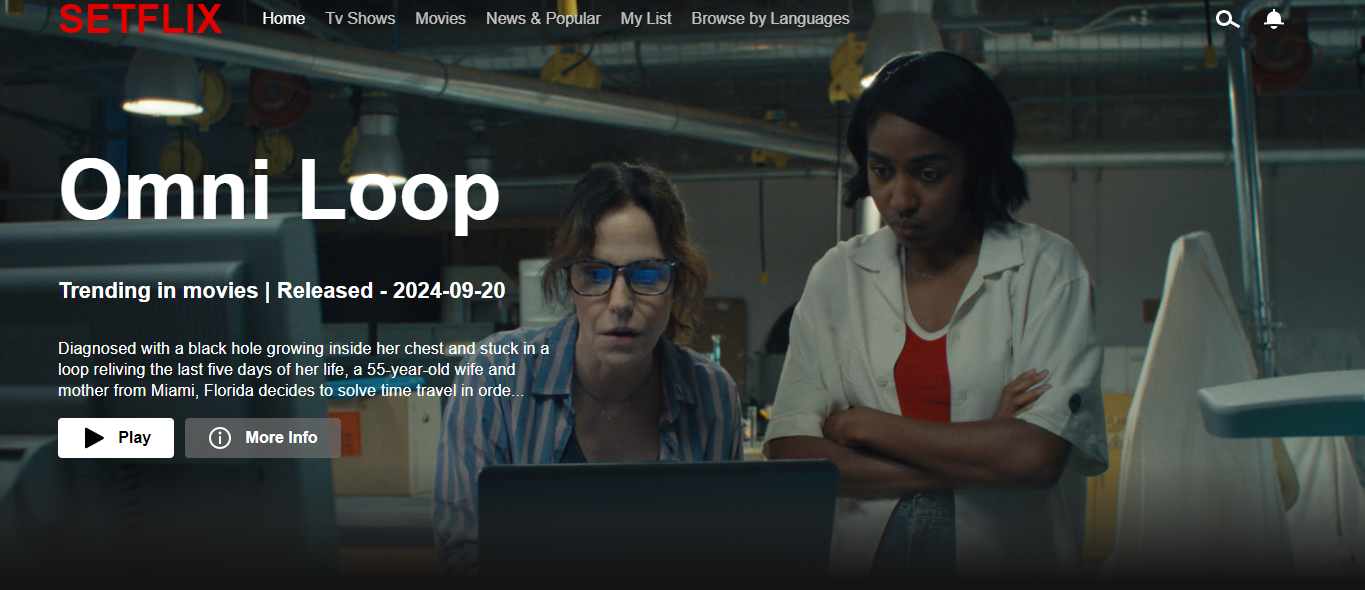 SETFLIX Home Tv Shows Movies News & Popular My List Browse by Languages
Omni Loop
Trending in movies | Released - 2024-09-20
Diagnosed with a black hole growing inside her chest and stuck in a
loop reliving the last five days of her life, a 55-year-old wife and
mother from Miami, Florida decides to solve time travel in orde...
Play More Info